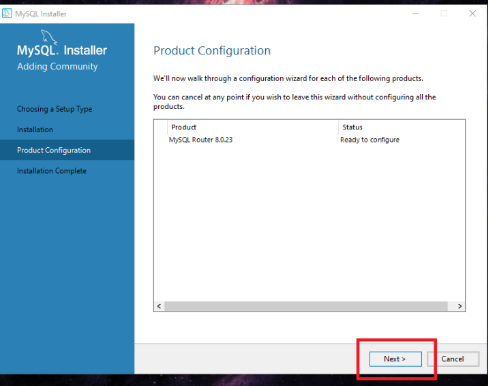 MySQL Installer
MySQL. Installer
Adding Community
Choosing a Setup Type
Installation
Product Configuration
Installation Complete
Product Configuration
We'll now walk through a configuration wizard for each of the following products.
You can cancel at any point if you wish to leave this wizard without configuring all the
products.
Product Status
MySQL Router 8.0.23 Ready to configure
Next > Cancel